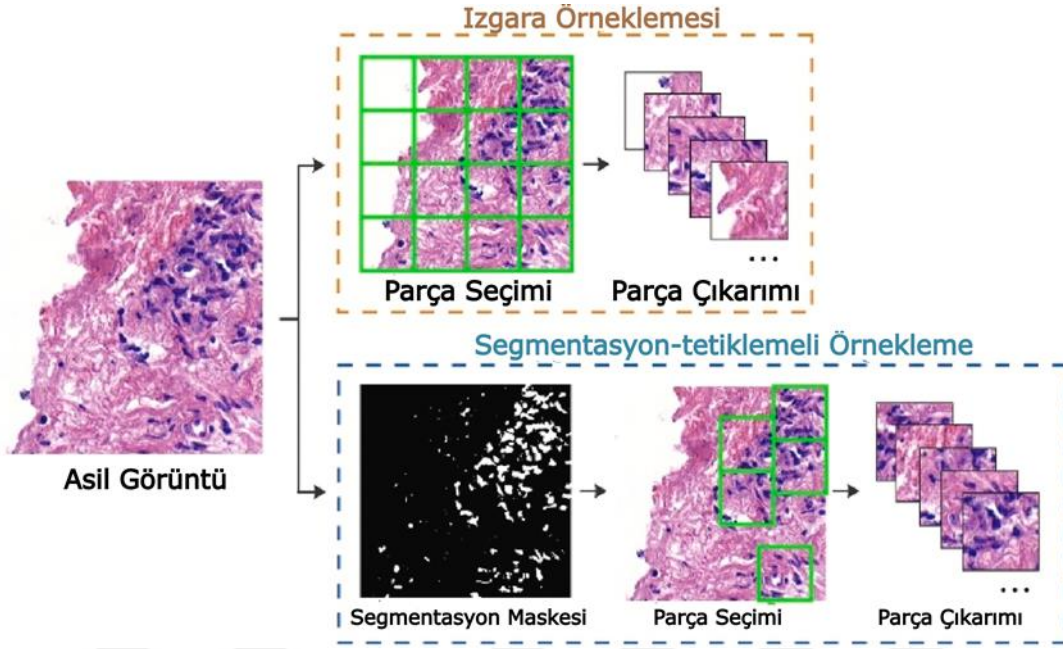 Izgara Örneklemesi
Parça Seçimi
Parça Çıkarımı
...
Asil Görüntü
Segmentasyon-tetiklemeli Örnekleme
Segmentasyon Maskesi
Parça Seçimi
Parça Çıkarımı
...